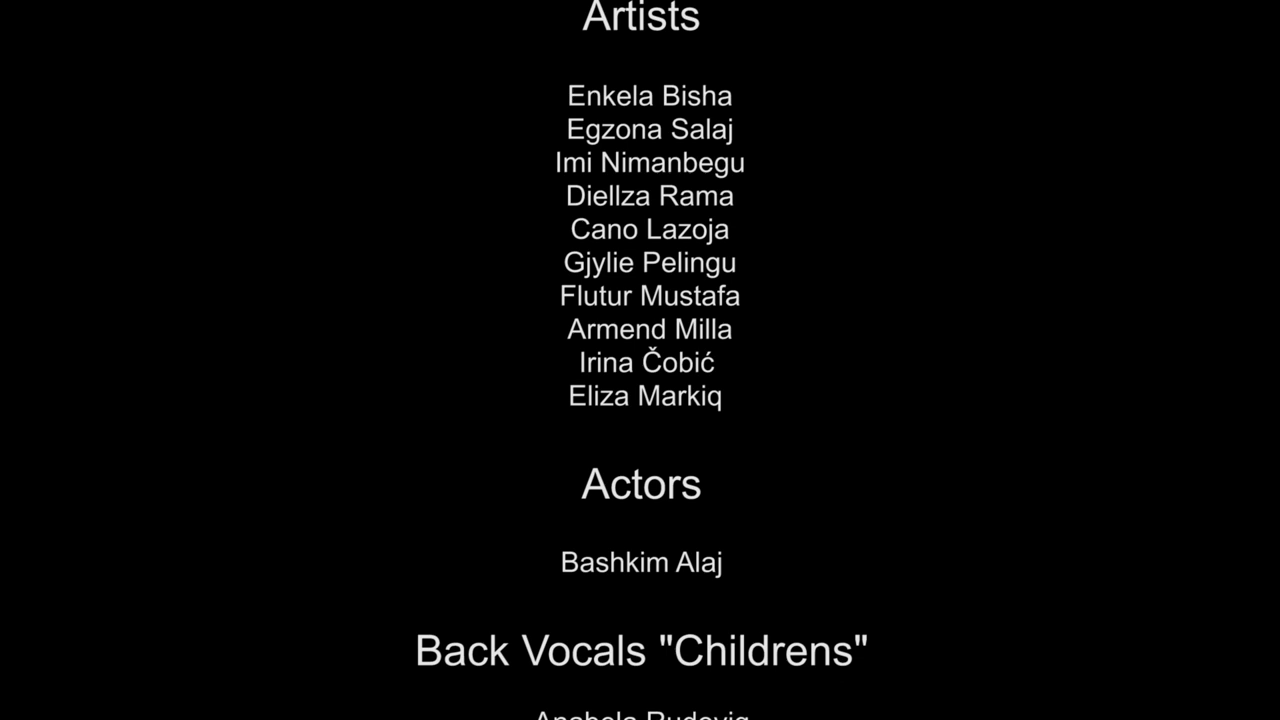 Artists
Enkela Bisha
Egzona Salaj
Imi Nimanbegu
Diellza Rama
Cano Lazoja
Gjylie Pelingu
Flutur Mustafa
Armend Milla
Irina Čobić
Eliza Markiq
Actors
Bashkim Alaj
Back Vocals "Childrens"